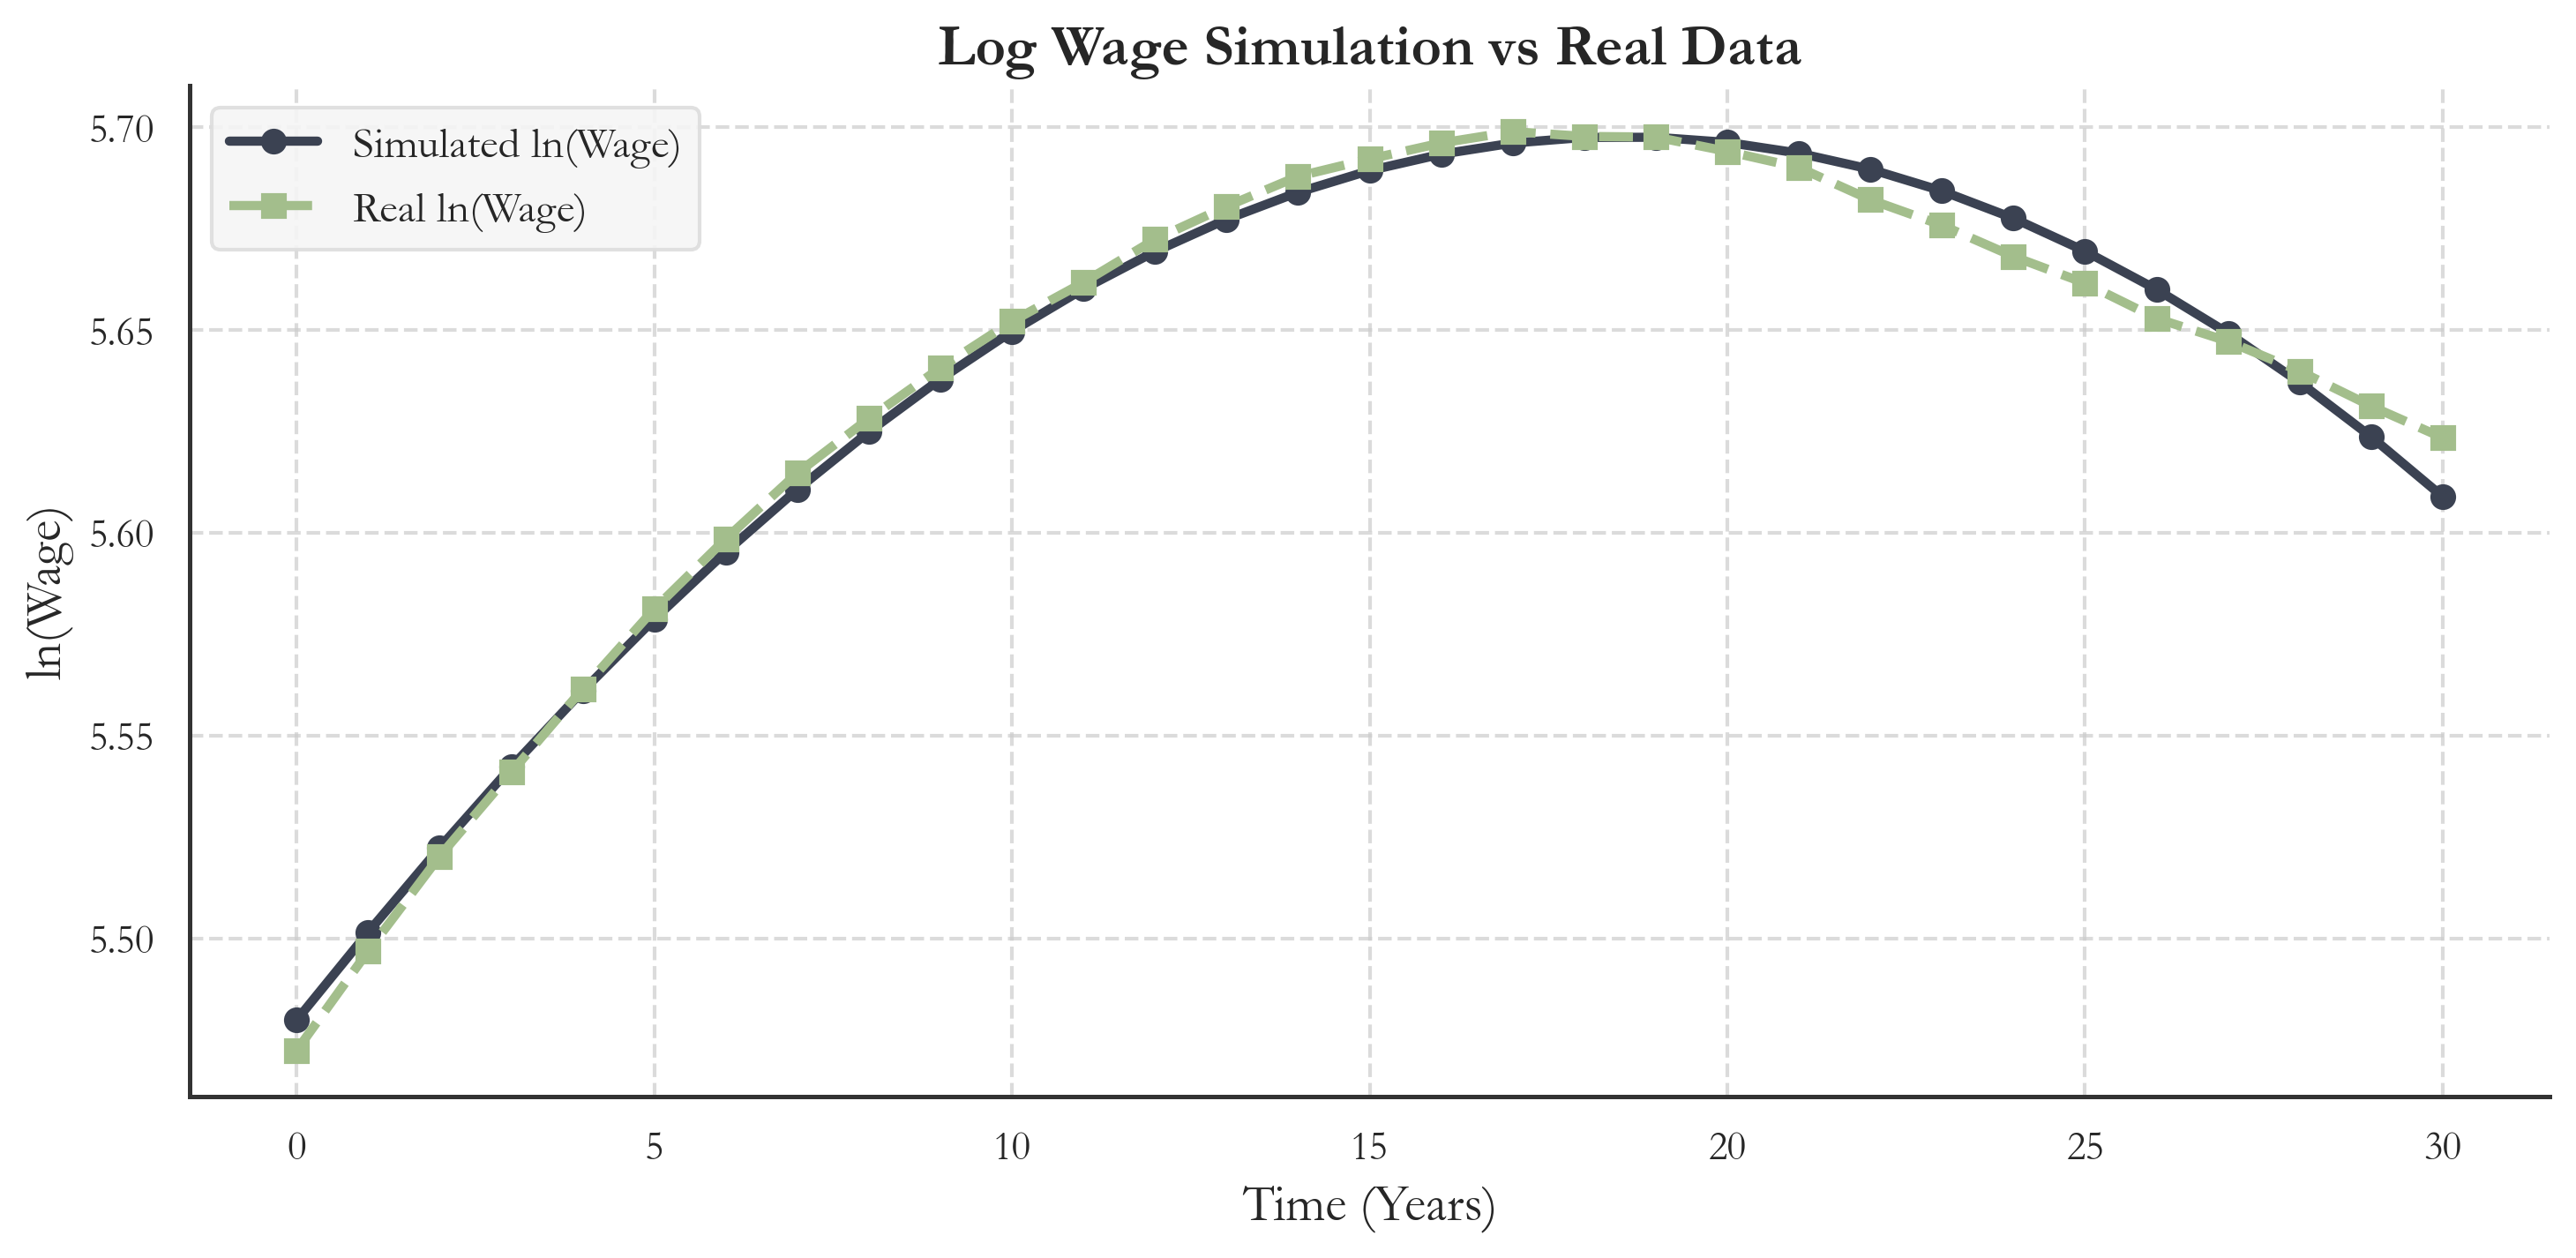 Log Wage Simulation vs Real Data
Simulated ln(Wage)
Real ln(Wage)
ln(Wage)
5.70
5.65
5.60
5.55
5.50
0 5 10 15 20 25 30
Time (Years)